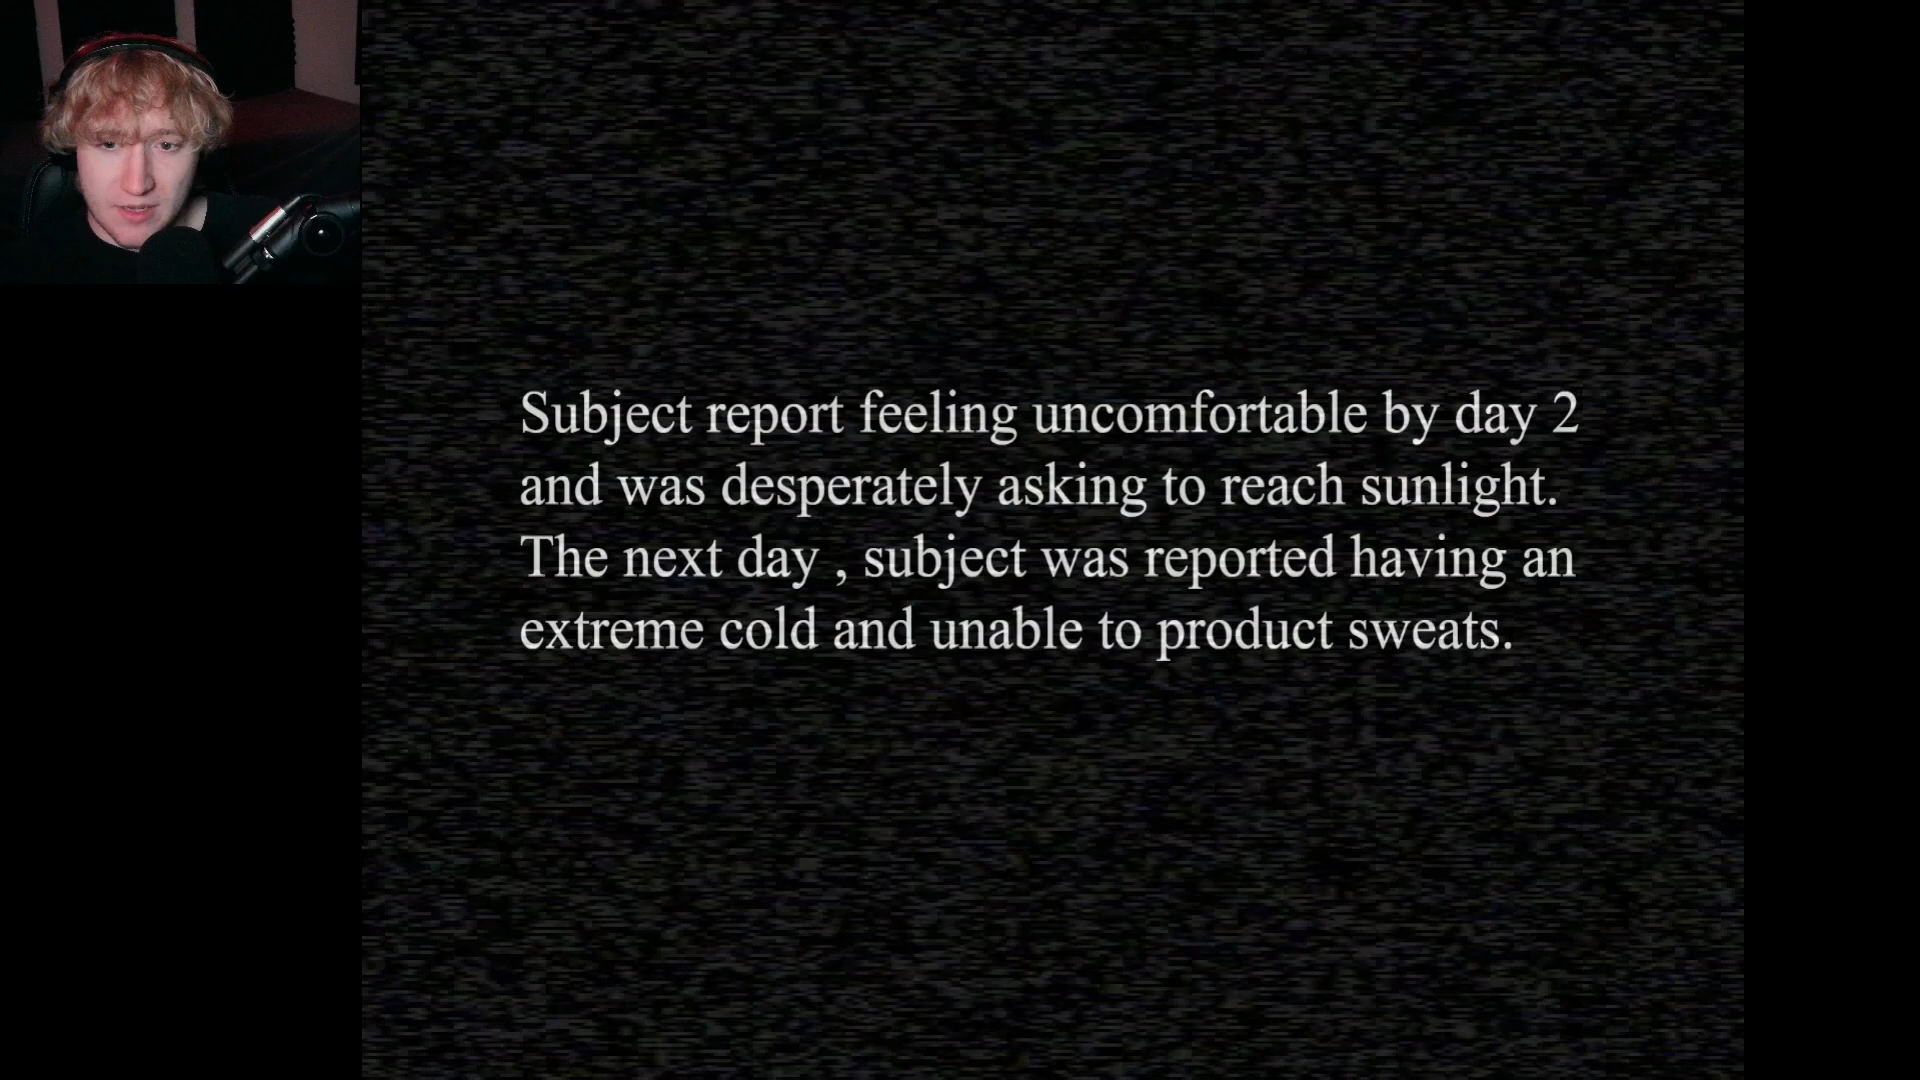 Subject report feeling uncomfortable by day 2
and was desperately asking to reach sunlight.
The next day , subject was reported having an
extreme cold and unable to product sweats.